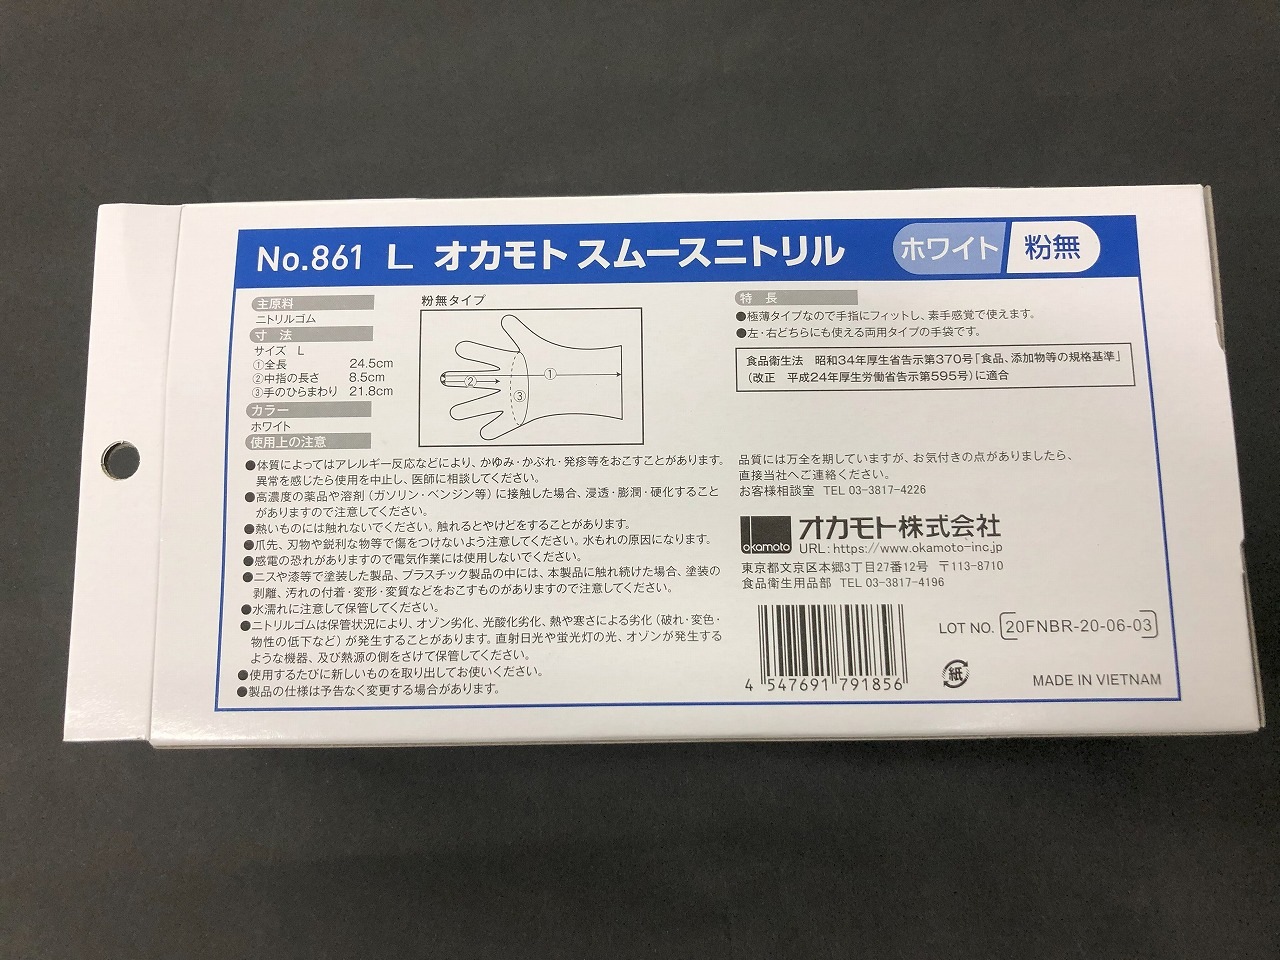 No.861 L オカモト スムースニトリル ホワイト 粉無
主原料
ニトリルゴム
寸 法
サイズ L
①全長 24.5cm
②中指の長さ 8.5cm
③手のひらまわり 21.8cm
カラー
ホワイト
使用上の注意
粉無タイプ
①
②
③
特 長
●極薄タイプなので手指にフィットし、素手感覚で使えます。
●左・右どちらにも使える両用タイプの手袋です。
食品衛生法 昭和34年厚生省告示第370号「食品、添加物等の規格基準」
（改正 平成24年厚生労働省告示第595号）に適合
●体質によってはアレルギー反応などにより、かゆみ・かぶれ・発疹等をおこすことがあります。
異常を感じたら使用を中止し、医師に相談してください。
●高濃度の薬品や溶剤（ガソリン・ベンジン等）に接触した場合、浸透・膨潤・硬化すること
がありますので注意してください。
●熱いものには触れないでください。触れるとやけどをすることがあります。
●爪先、刃物や鋭利な物等で傷をつけないよう注意してください。水もれの原因になります。
●感電の恐れがありますので電気作業には使用しないでください。
●ニスや漆等で塗装した製品、プラスチック製品の中には、本製品に触れ続けた場合、塗装の
剥離、汚れの付着・変形・変質などをおこすものがありますので注意してください。
●水濡れに注意して保管してください。
●ニトリルゴムは保管状況により、オゾン劣化、光酸化劣化、熱や寒さによる劣化（破れ・変色・
物性の低下など）が発生することがあります。直射日光や蛍光灯の光、オゾンが発生する
ような機器、及び熱源の側をさけて保管してください。
●使用するたびに新しいものを取り出してお使いください。
●製品の仕様は予告なく変更する場合があります。
品質には万全を期していますが、お気付きの点がありましたら、
直接当社へご連絡ください。
お客様相談室 TEL 03-3817-4226
okamoto オカモト株式会社
URL：https://www.okamoto-inc.jp
東京都文京区本郷3丁目27番12号 〒113-8710
食品衛生用品部 TEL 03-3817-4196
LOT NO. 20FNBR-20-06-03
4 547691 791856
紙
MADE IN VIETNAM